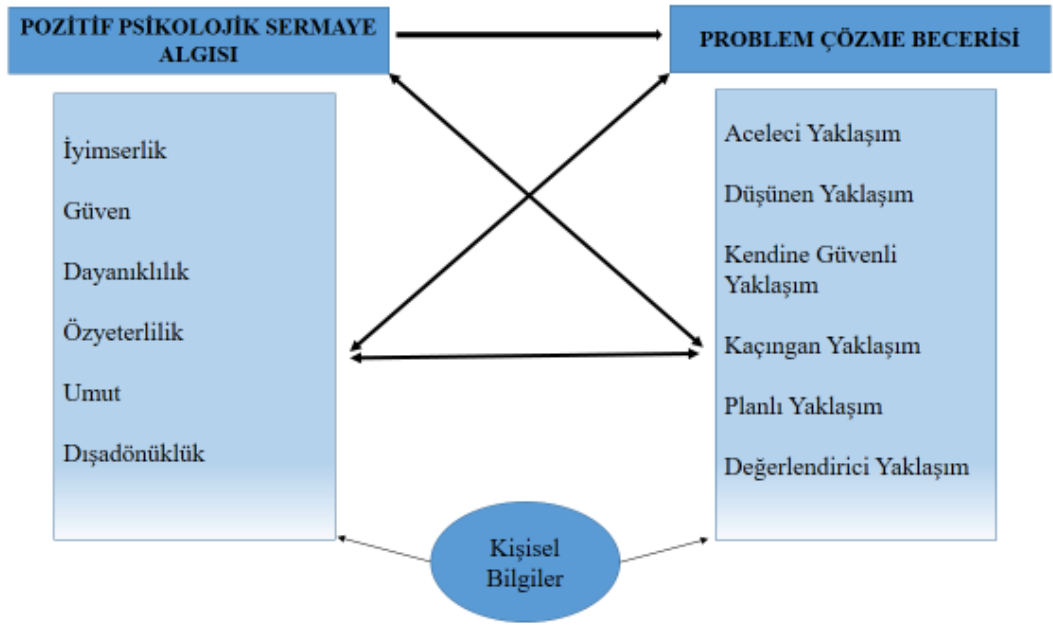 POZİTİF PSİKOLOJİK SERMAYE
ALGISI
PROBLEM ÇÖZME BECERİSİ
İyimserlik
Güven
Dayanıklılık
Özyeterlilik
Umut
Dışadönüklük
Aceleci Yaklaşım
Düşünen Yaklaşım
Kendine Güvenli
Yaklaşım
Kaçıngan Yaklaşım
Planlı Yaklaşım
Değerlendirici Yaklaşım
Kişisel
Bilgiler